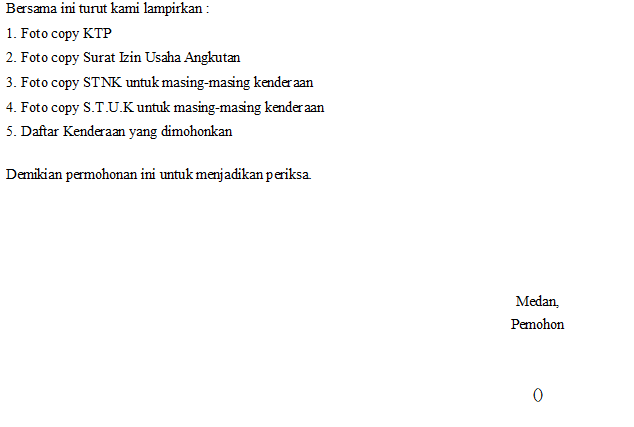 Bersama ini turut kami lampirkan :
1. Foto copy KTP
2. Foto copy Surat Izin Usaha Angkutan
3. Foto copy STNK untuk masing-masing kenderaan
4. Foto copy S.T.U.K untuk masing-masing kenderaan
5. Daftar Kenderaan yang dimohonkan
Demikian permohonan ini untuk menjadikan periksa.
Medan,
Pemohon
()